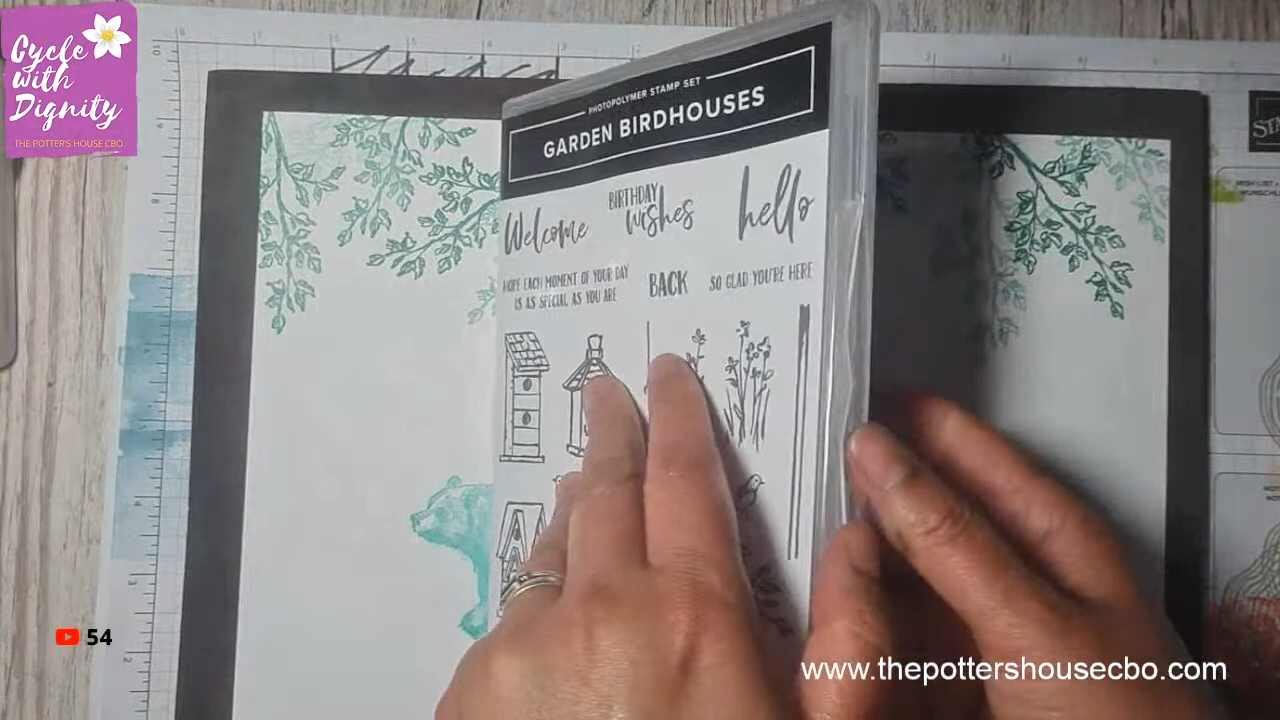 Cycle
with
Dignity
THE POTTER'S HOUSE CBO
PHOTOPOLYMER STAMP SET
GARDEN BIRDHOUSES
Welcome
BIRTHDAY
wishes
hello
HOPE EACH MOMENT OF YOUR DAY
IS AS SPECIAL AS YOU ARE
BACK
SO GLAD YOU'RE HERE
54
www.thepottershousecbo.com